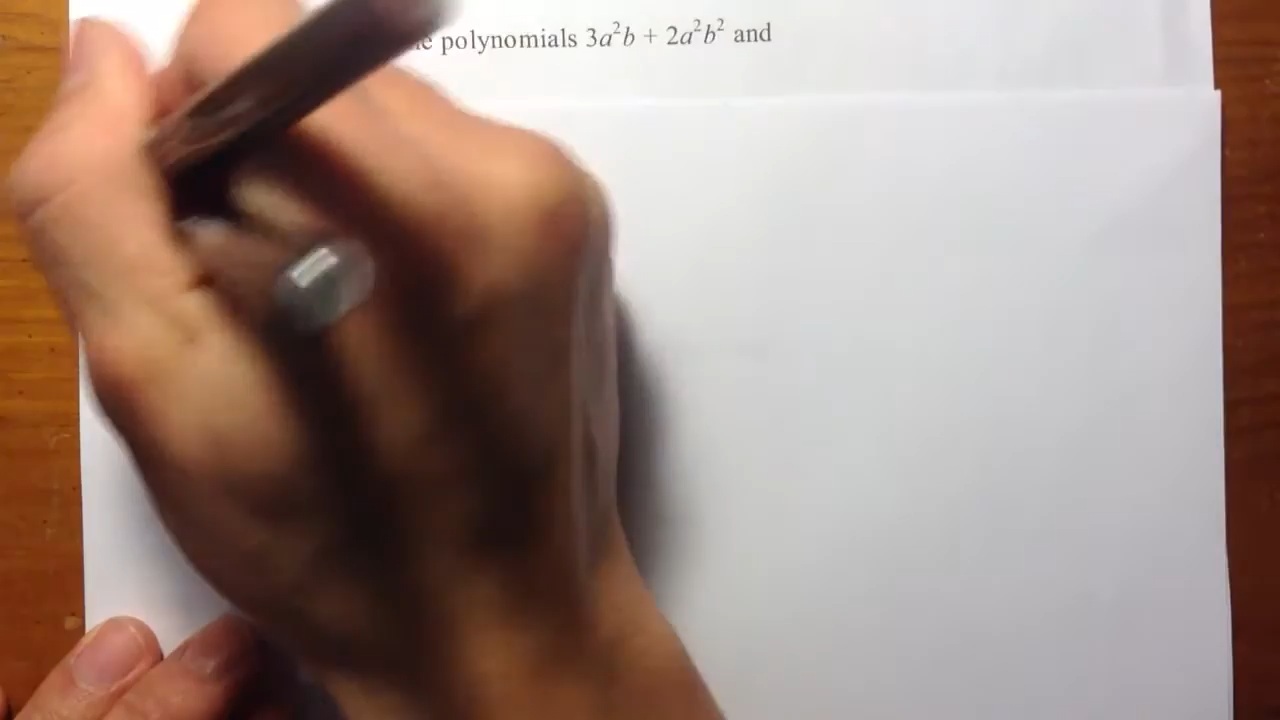 polynomials 3a²b + 2a²b² and